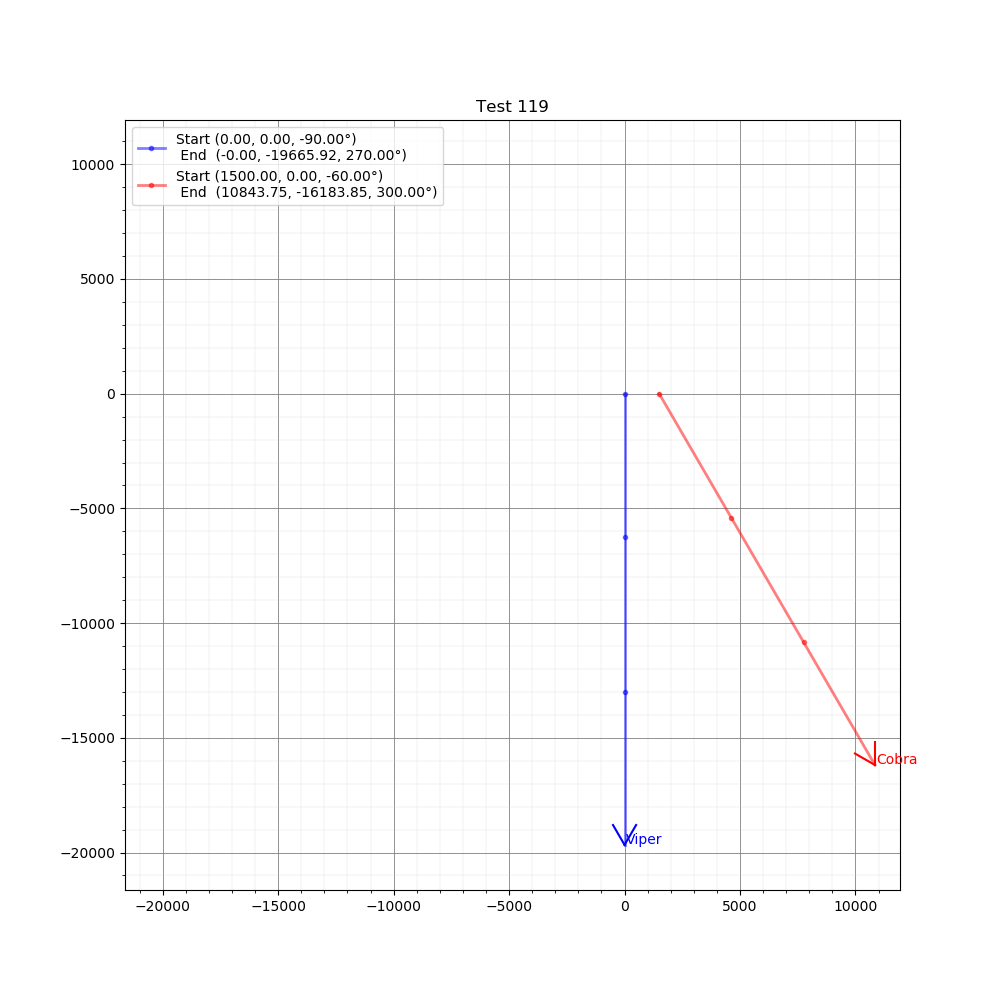 Test 119
Start (0.00, 0.00, -90.00°)
End  (-0.00, -19665.92, 270.00°)
Start (1500.00, 0.00, -60.00°)
End  (10843.75, -16183.85, 300.00°)
10000
5000
0
−5000
−10000
−15000
−20000
Cobra
Viper
−20000
−15000
−10000
−5000
0
5000
10000